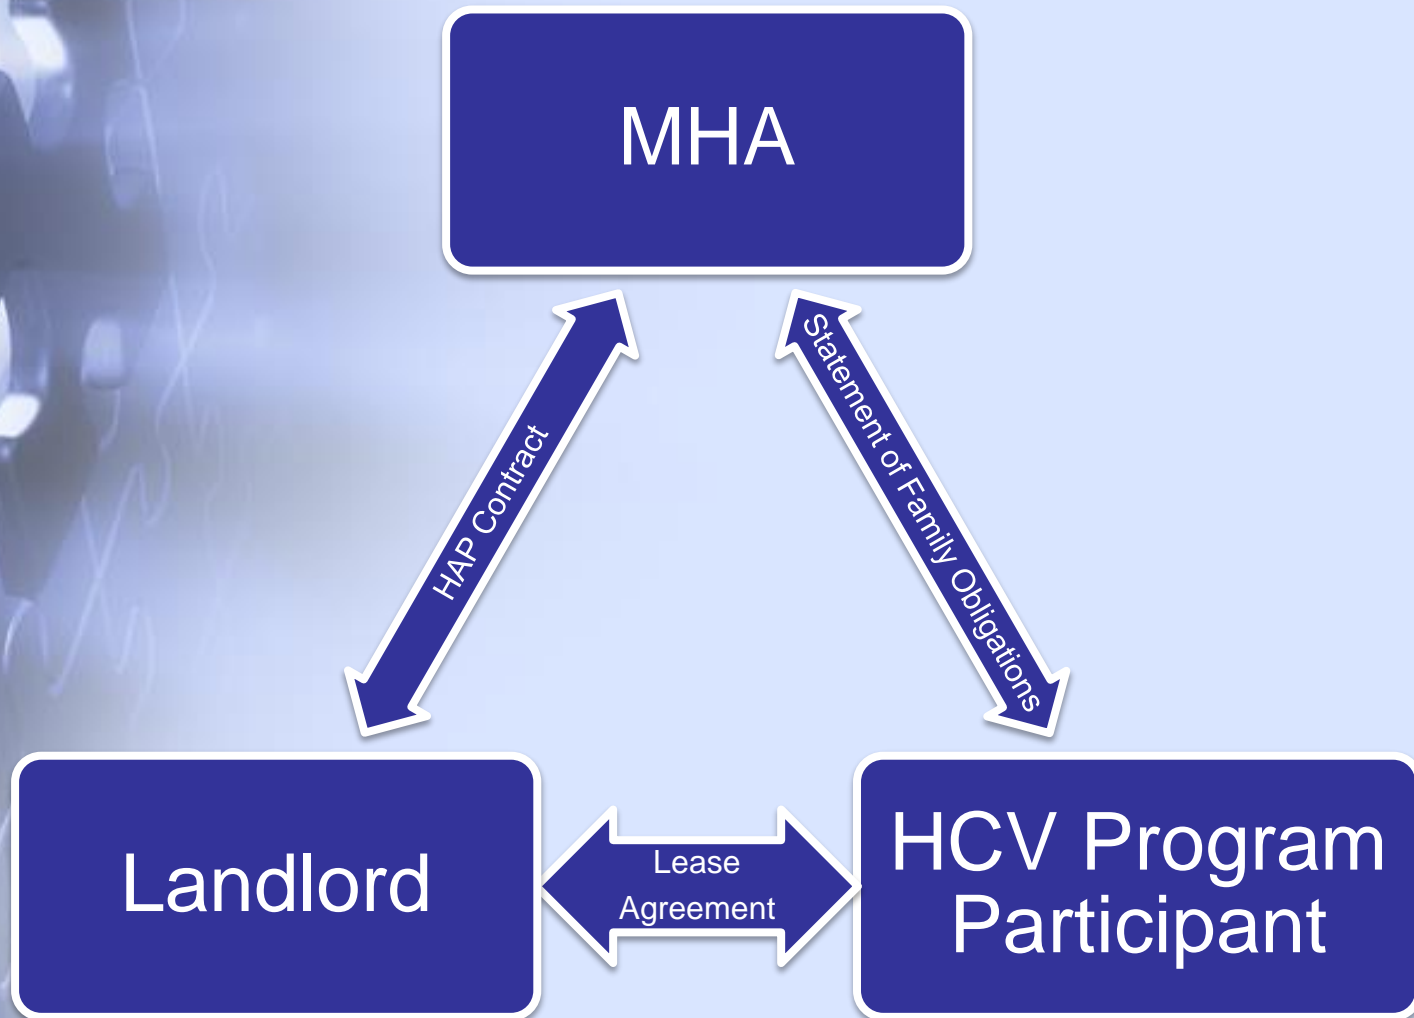 MHA
HAP Contract
Statement of Family Obligations
Landlord
Lease
Agreement
HCV Program
Participant